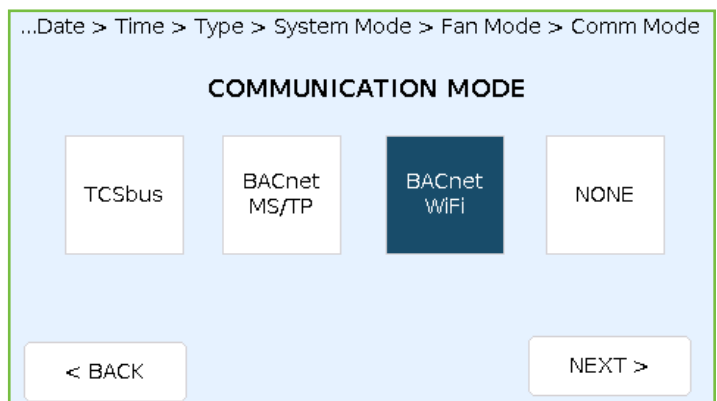 ...Date > Time > Type > System Mode > Fan Mode > Comm Mode
COMMUNICATION MODE
TCSbus
BACnet
MS/TP
BACnet
WiFi
NONE
< BACK
NEXT >